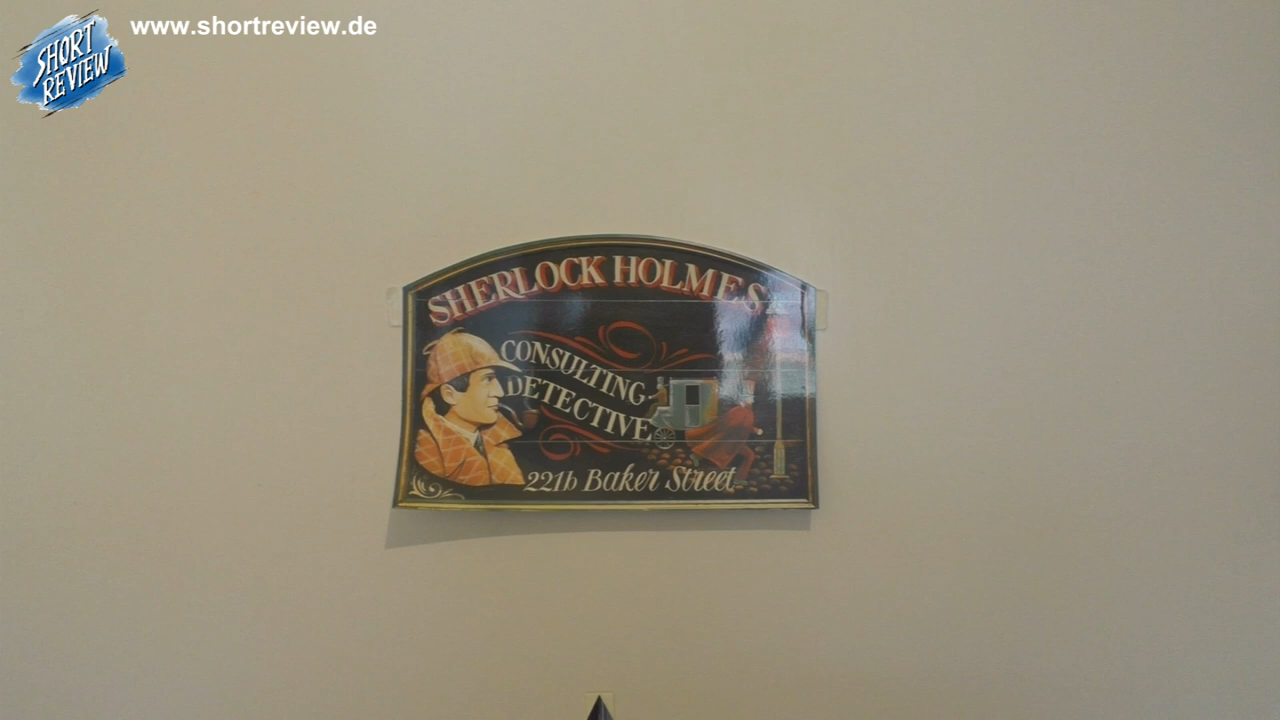 www.shortreview.de
SHORT
REVIEW
SHERLOCK HOLMES
CONSULTING
DETECTIVE
221b Baker Street